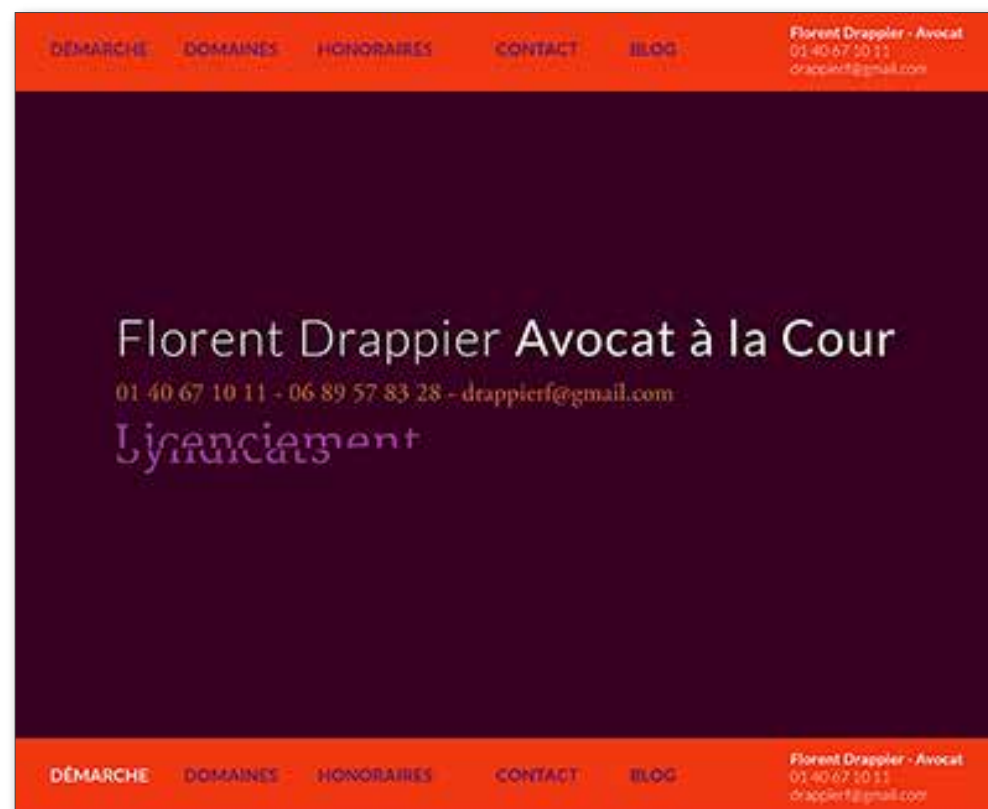 DÉMARCHE DOMAINES HONORAIRES CONTACT BLOG
Florent Drappier - Avocat
01 40 67 10 11
drappierf@gmail.com
Florent Drappier Avocat à la Cour
01 40 67 10 11 - 06 89 57 83 28 - drappierf@gmail.com
Licenciement
Syndicats
DÉMARCHE DOMAINES HONORAIRES CONTACT BLOG
Florent Drappier - Avocat
01 40 67 10 11
drappierf@gmail.com